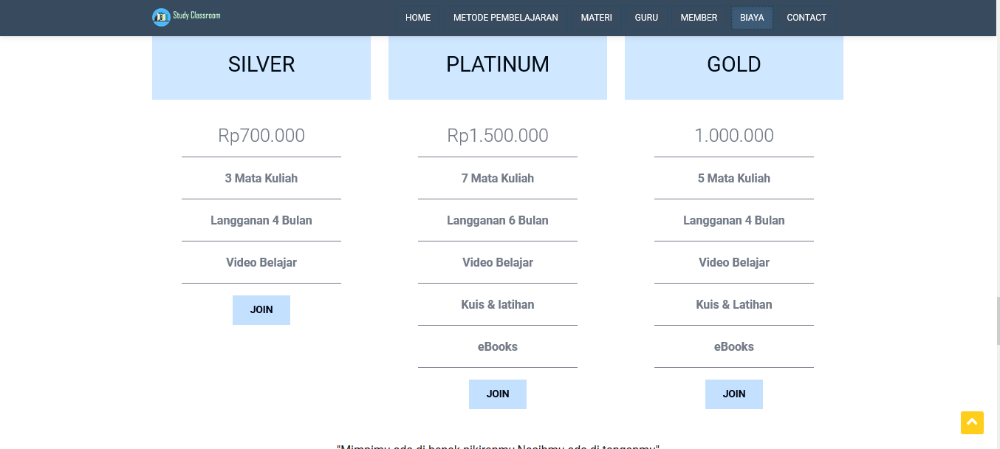 Study Classroom
HOME METODE PEMBELAJARAN MATERI GURU MEMBER BIAYA CONTACT
SILVER
Rp700.000
3 Mata Kuliah
Langganan 4 Bulan
Video Belajar
JOIN
PLATINUM
Rp1.500.000
7 Mata Kuliah
Langganan 6 Bulan
Video Belajar
Kuis & latihan
eBooks
JOIN
GOLD
1.000.000
5 Mata Kuliah
Langganan 4 Bulan
Video Belajar
Kuis & Latihan
eBooks
JOIN
"Mimpimu ada di benak pikiranmu,Nasibmu ada di tanganmu"